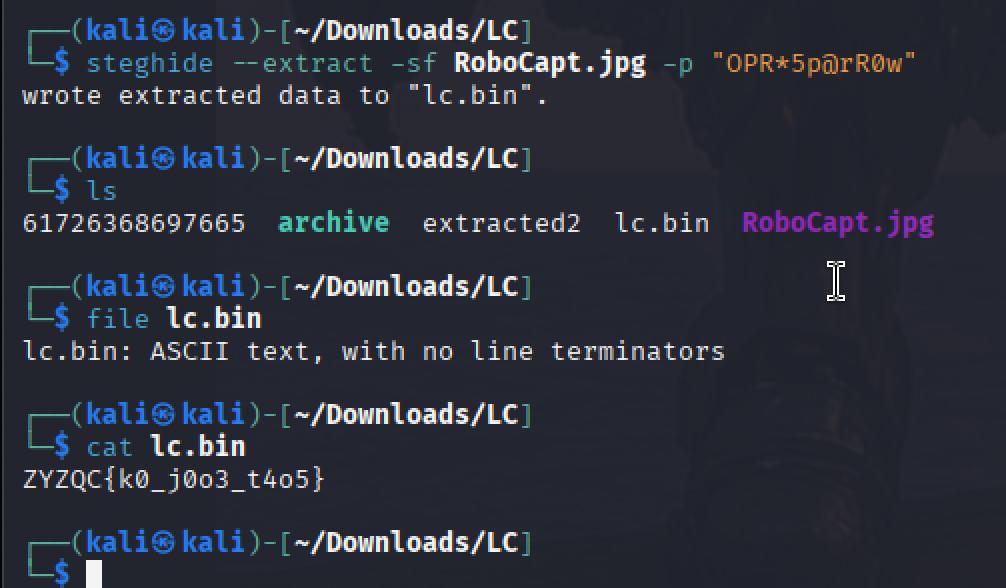 ┌──(kali㉿kali)-[~/Downloads/LC]
└─$ steghide --extract -sf RoboCapt.jpg -p "OPR*5p@rR0w"
wrote extracted data to "lc.bin".
┌──(kali㉿kali)-[~/Downloads/LC]
└─$ ls
61726368697665 archive extracted2 lc.bin RoboCapt.jpg
┌──(kali㉿kali)-[~/Downloads/LC]
└─$ file lc.bin
lc.bin: ASCII text, with no line terminators
┌──(kali㉿kali)-[~/Downloads/LC]
└─$ cat lc.bin
ZYZQC{k0_j0o3_t4o5}
┌──(kali㉿kali)-[~/Downloads/LC]
└─$